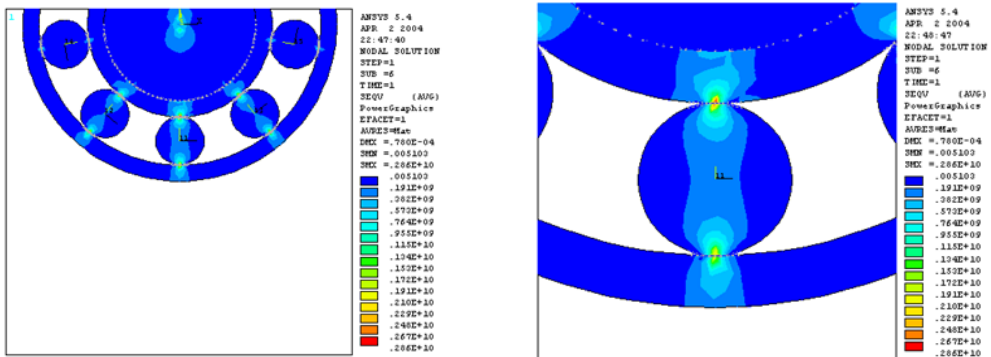 1
ANSYS 5.4
APR 2 2004
22:47:40
NODAL SOLUTION
STEP=1
SUB =6
TIME=1
SEQV (AVG)
PowerGraphics
EFACET=1
AVRES=Mat
DMX =.780E-04
SMN =.005103
SMX =.286E+10
.005103
.191E+09
.382E+09
.573E+09
.764E+09
.955E+09
.115E+10
.134E+10
.153E+10
.172E+10
.191E+10
.210E+10
.229E+10
.248E+10
.267E+10
.286E+10
ANSYS 5.4
APR 2 2004
22:48:47
NODAL SOLUTION
STEP=1
SUB =6
TIME=1
SEQV (AVG)
PowerGraphics
EFACET=1
AVRES=Mat
DMX =.780E-04
SMN =.005103
SMX =.286E+10
.005103
.191E+09
.382E+09
.573E+09
.764E+09
.955E+09
.115E+10
.134E+10
.153E+10
.172E+10
.191E+10
.210E+10
.229E+10
.248E+10
.267E+10
.286E+10